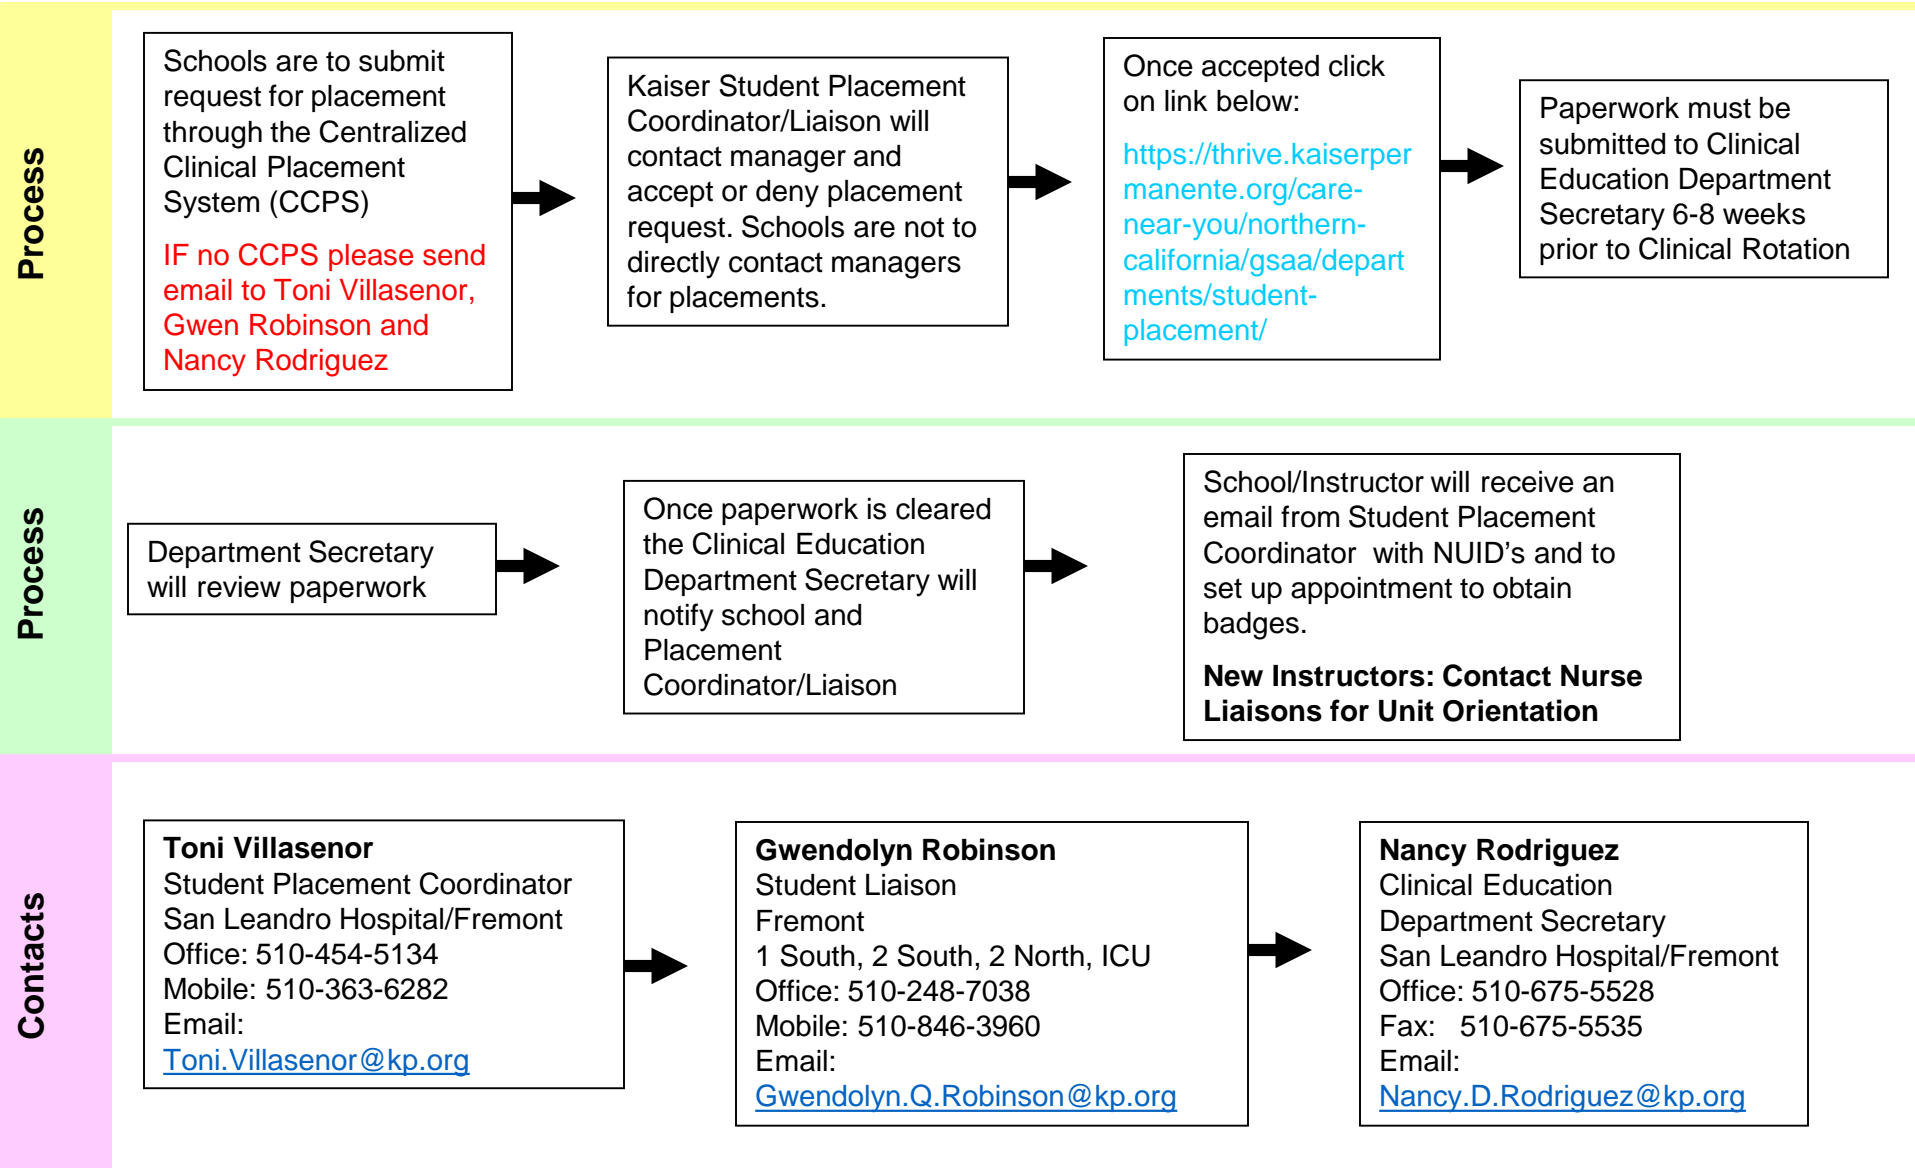 Process
Schools are to submit
request for placement
through the Centralized
Clinical Placement
System (CCPS)
IF no CCPS please send
email to Toni Villasenor,
Gwen Robinson and
Nancy Rodriguez
Kaiser Student Placement
Coordinator/Liaison will
contact manager and
accept or deny placement
request. Schools are not to
directly contact managers
for placements.
Once accepted click
on link below:
https://thrive.kaiserper
manente.org/care-
near-you/northern-
california/gsaa/depart
ments/student-
placement/
Paperwork must be
submitted to Clinical
Education Department
Secretary 6-8 weeks
prior to Clinical Rotation
Process
Department Secretary
will review paperwork
Once paperwork is cleared
the Clinical Education
Department Secretary will
notify school and
Placement
Coordinator/Liaison
School/Instructor will receive an
email from Student Placement
Coordinator  with NUID’s and to
set up appointment to obtain
badges.
New Instructors: Contact Nurse
Liaisons for Unit Orientation
Contacts
Toni Villasenor
Student Placement Coordinator
San Leandro Hospital/Fremont
Office: 510-454-5134
Mobile: 510-363-6282
Email:
Toni.Villasenor@kp.org
Gwendolyn Robinson
Student Liaison
Fremont
1 South, 2 South, 2 North, ICU
Office: 510-248-7038
Mobile: 510-846-3960
Email:
Gwendolyn.Q.Robinson@kp.org
Nancy Rodriguez
Clinical Education
Department Secretary
San Leandro Hospital/Fremont
Office: 510-675-5528
Fax:   510-675-5535
Email:
Nancy.D.Rodriguez@kp.org